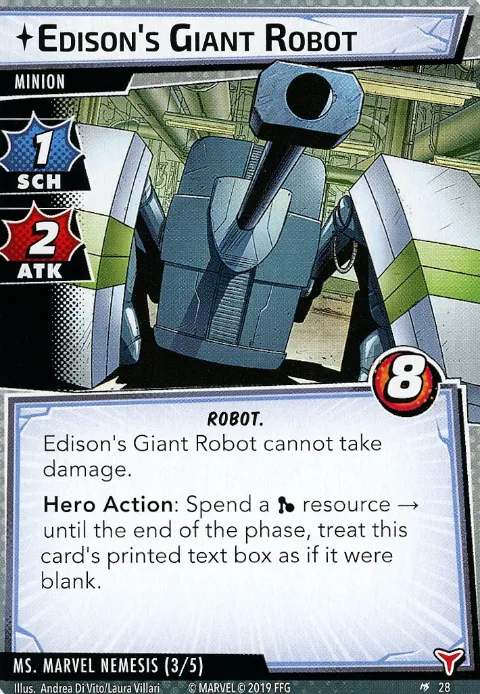 Edison's Giant Robot
MINION
1
SCH
2
ATK
8
ROBOT.
Edison's Giant Robot cannot take
damage.
Hero Action: Spend a resource →
until the end of the phase, treat this
card's printed text box as if it were
blank.
MS. MARVEL NEMESIS (3/5)
Illus. Andrea Di Vito/Laura Villari © MARVEL © 2019 FFG 28